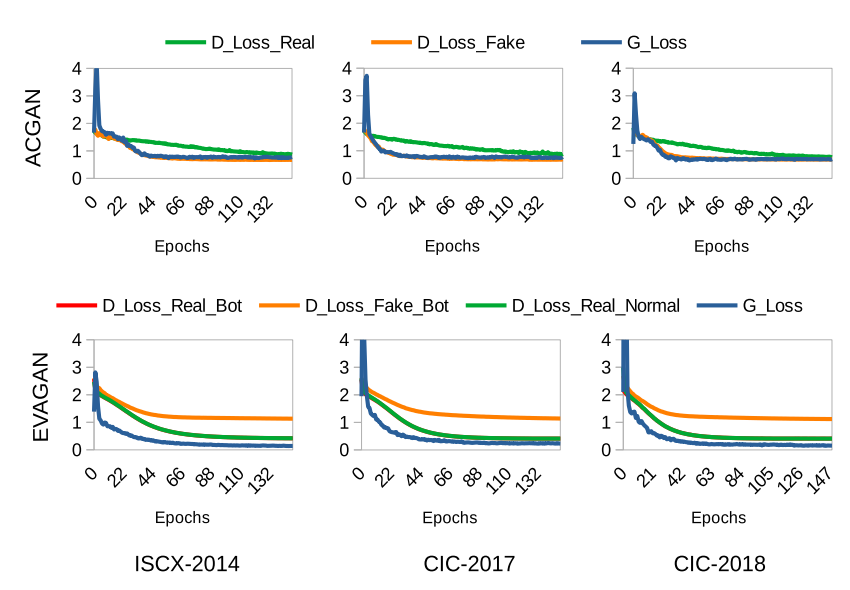 D_Loss_Real D_Loss_Fake G_Loss
ACGAN
4 4 4
3 3 3
2 2 2
1 1 1
0 0 0
0 22 44 66 88 110 132 0 22 44 66 88 110 132 0 22 44 66 88 110 132
Epochs Epochs Epochs
D_Loss_Real_Bot D_Loss_Fake_Bot D_Loss_Real_Normal G_Loss
EVAGAN
4 4 4
3 3 3
2 2 2
1 1 1
0 0 0
0 22 44 66 88 110 132 0 22 44 66 88 110 132 0 21 42 63 84 105 126 147
Epochs Epochs Epochs
ISCX-2014 CIC-2017 CIC-2018